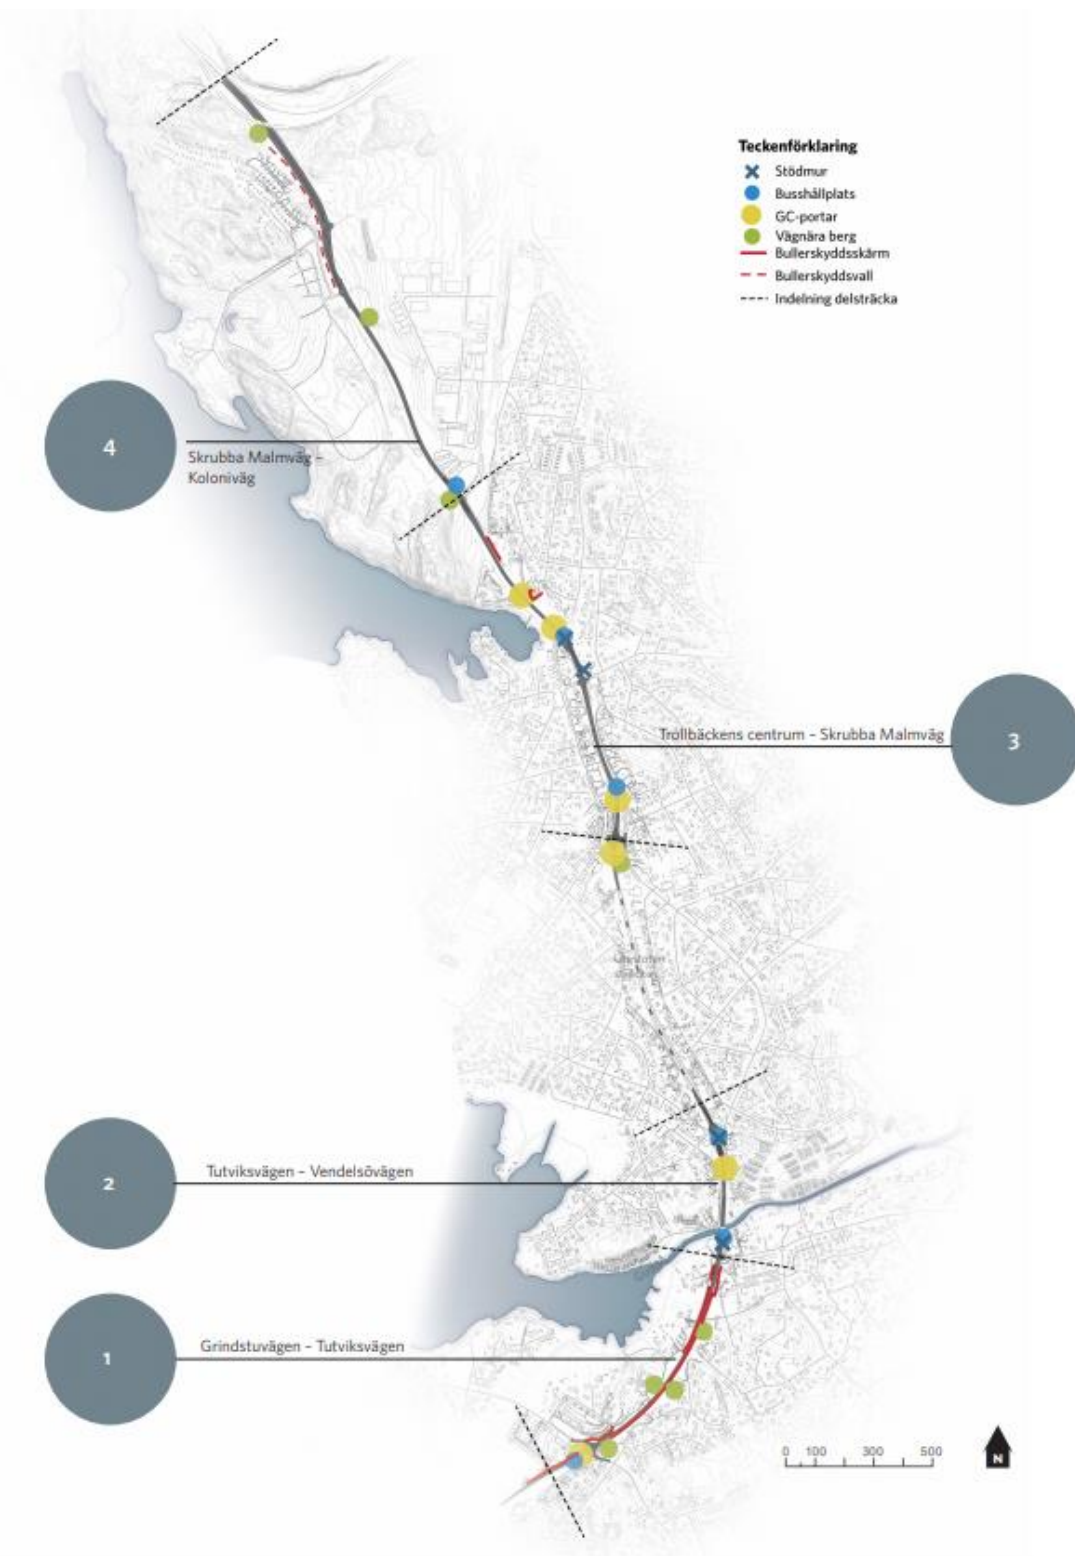 Teckenförklaring
Stödmur
Busshållplats
GC-portar
Vägnära berg
Bullerskyddsskärm
Bullerskyddsvall
Indelning delsträcka
4
Skrubba Malmväg –
Koloniväg
Trollbäckens centrum – Skrubba Malmväg
3
2
Tutviksvägen – Vendelsövägen
1
Grindstuvägen – Tutviksvägen
0 100 300 500
N